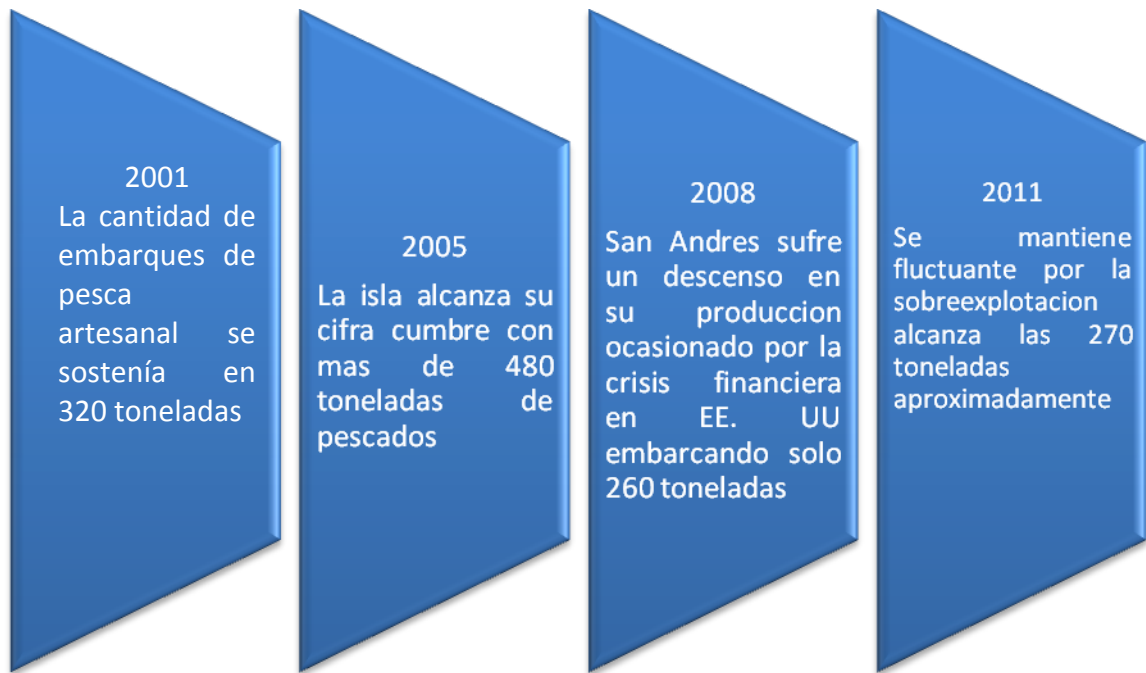 2001
La cantidad de
embarques de
pesca
artesanal se
sostenía en
320 toneladas
2005
La isla alcanza su
cifra cumbre con
mas de 480
toneladas de
pescados
2008
San Andres sufre
un descenso en
su produccion
ocasionado por la
crisis financiera
en EE. UU
embarcando solo
260 toneladas
2011
Se mantiene
fluctuante por la
sobreexplotacion
alcanza las 270
toneladas
aproximadamente